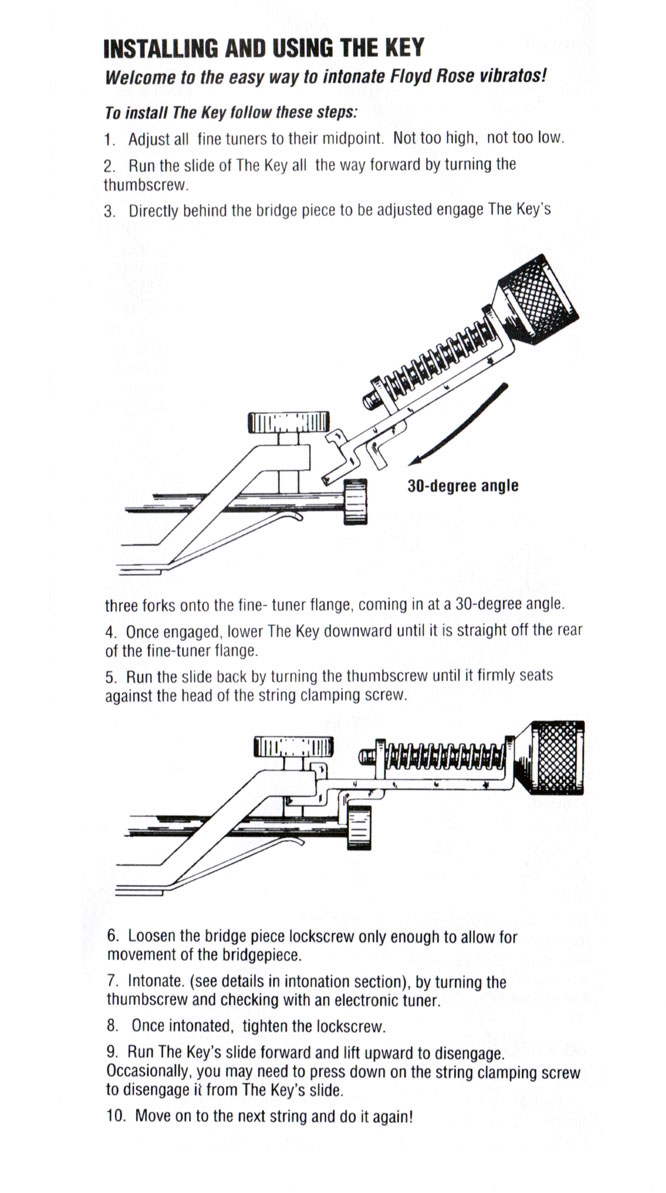 INSTALLING AND USING THE KEY
Welcome to the easy way to intonate Floyd Rose vibratos!
To install The Key follow these steps:
1. Adjust all fine tuners to their midpoint. Not too high, not too low.
2. Run the slide of The Key all the way forward by turning the
thumbscrew.
3. Directly behind the bridge piece to be adjusted engage The Key's
30-degree angle
three forks onto the fine- tuner flange, coming in at a 30-degree angle.
4. Once engaged, lower The Key downward until it is straight off the rear
of the fine-tuner flange.
5. Run the slide back by turning the thumbscrew until it firmly seats
against the head of the string clamping screw.
6. Loosen the bridge piece lockscrew only enough to allow for
movement of the bridgepiece.
7. Intonate. (see details in intonation section), by turning the
thumbscrew and checking with an electronic tuner.
8. Once intonated, tighten the lockscrew.
9. Run The Key's slide forward and lift upward to disengage.
Occasionally, you may need to press down on the string clamping screw
to disengage it from The Key's slide.
10. Move on to the next string and do it again!